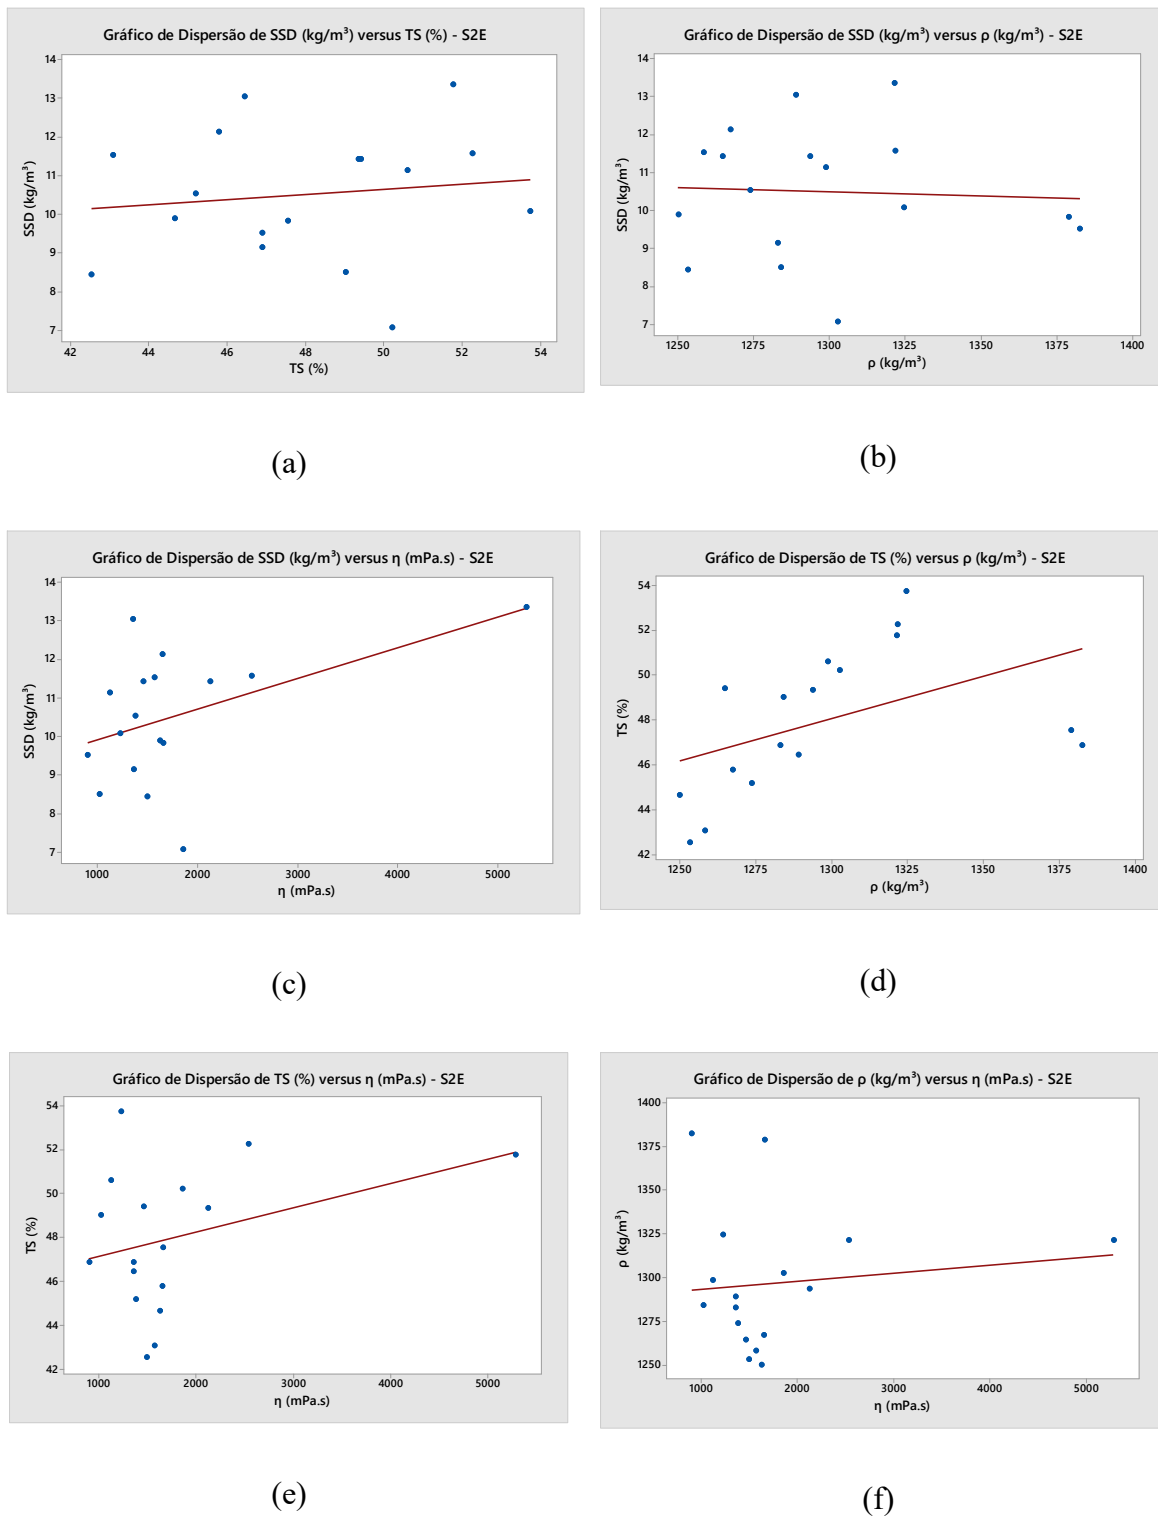 Gráfico de Dispersão de SSD (kg/m³) versus TS (%) - S2E
14
13
12
11
10
9
8
7
SSD (kg/m³)
42 44 46 48 50 52 54
TS (%)
(a)
Gráfico de Dispersão de SSD (kg/m³) versus ρ (kg/m³) - S2E
14
13
12
11
10
9
8
7
SSD (kg/m³)
1250 1275 1300 1325 1350 1375 1400
ρ (kg/m³)
(b)
Gráfico de Dispersão de SSD (kg/m³) versus η (mPa.s) - S2E
14
13
12
11
10
9
8
7
SSD (kg/m³)
1000 2000 3000 4000 5000
η (mPa.s)
(c)
Gráfico de Dispersão de TS (%) versus ρ (kg/m³) - S2E
54
52
50
48
46
44
42
TS (%)
1250 1275 1300 1325 1350 1375 1400
ρ (kg/m³)
(d)
Gráfico de Dispersão de TS (%) versus η (mPa.s) - S2E
54
52
50
48
46
44
42
TS (%)
1000 2000 3000 4000 5000
η (mPa.s)
(e)
Gráfico de Dispersão de ρ (kg/m³) versus η (mPa.s) - S2E
1400
1375
1350
1325
1300
1275
1250
ρ (kg/m³)
1000 2000 3000 4000 5000
η (mPa.s)
(f)